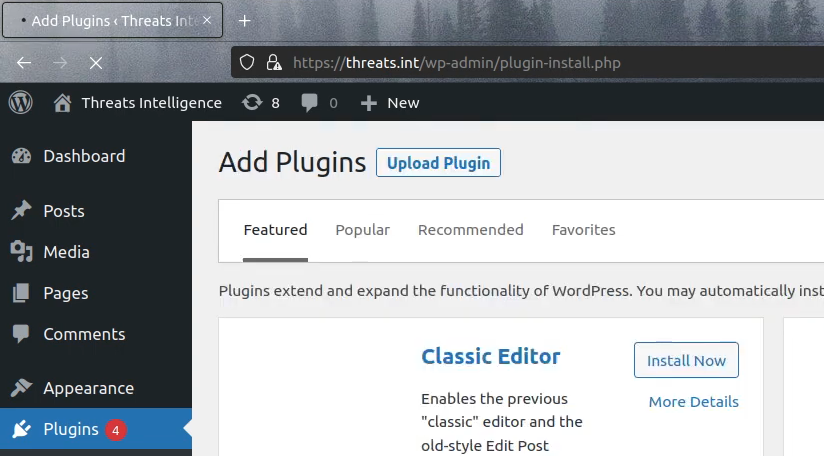 Add Plugins ‹ Threats Inte
https://threats.int/wp-admin/plugin-install.php
Threats Intelligence 8 0 New
Dashboard
Posts
Media
Pages
Comments
Appearance
Plugins 4
Add Plugins Upload Plugin
Featured Popular Recommended Favorites
Plugins extend and expand the functionality of WordPress. You may automatically inst
Classic Editor Install Now
More Details
Enables the previous
"classic" editor and the
old-style Edit Post